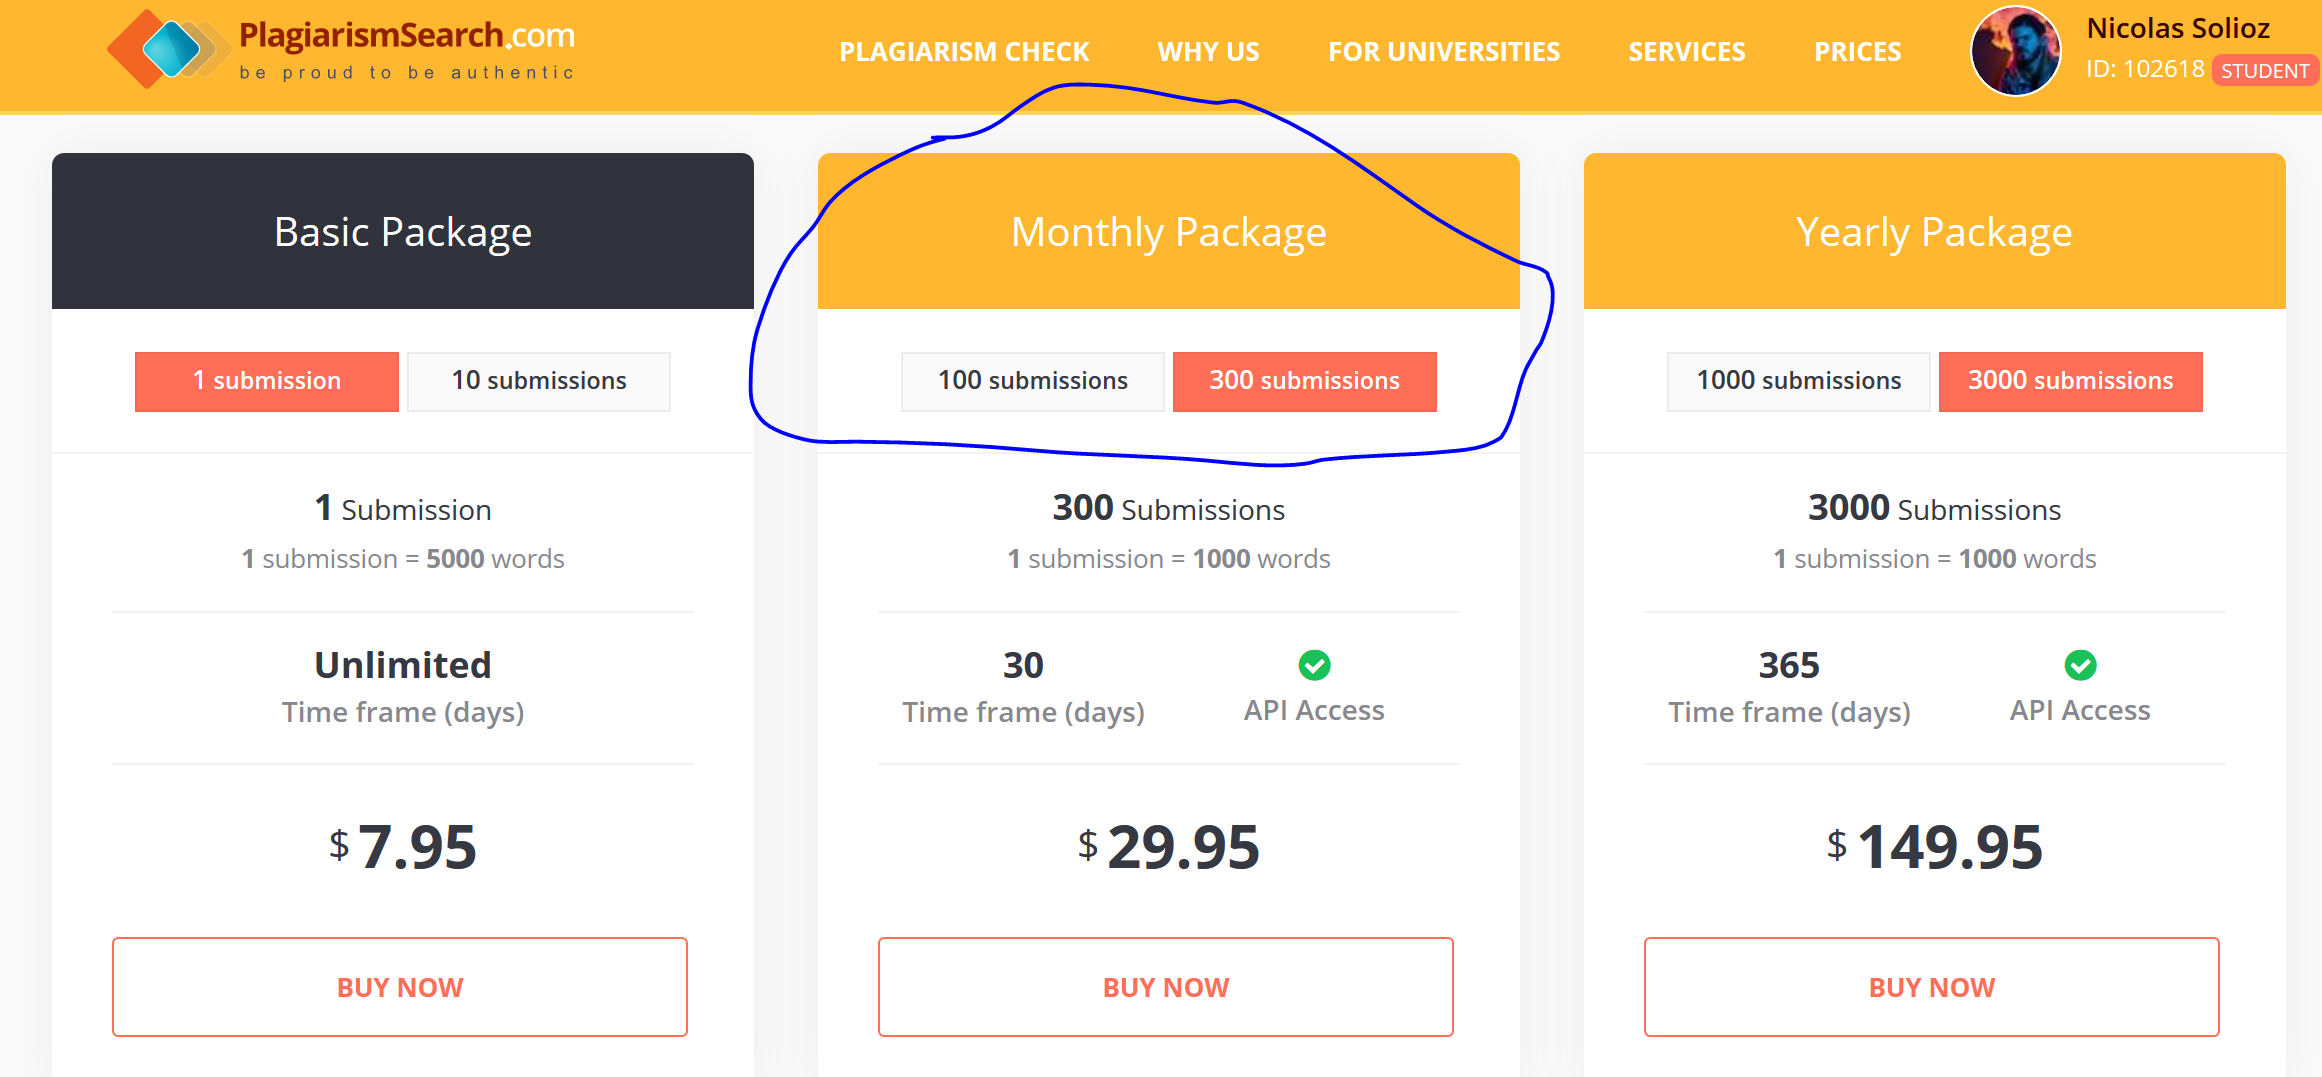 PlagiarismSearch.com
be proud to be authentic
PLAGIARISM CHECK
WHY US
FOR UNIVERSITIES
SERVICES
PRICES
Nicolas Solioz
ID: 102618 STUDENT
Basic Package
1 submission
10 submissions
1 Submission
1 submission = 5000 words
Unlimited
Time frame (days)
$ 7.95
BUY NOW
Monthly Package
100 submissions
300 submissions
300 Submissions
1 submission = 1000 words
30
Time frame (days)
API Access
$ 29.95
BUY NOW
Yearly Package
1000 submissions
3000 submissions
3000 Submissions
1 submission = 1000 words
365
Time frame (days)
API Access
$ 149.95
BUY NOW